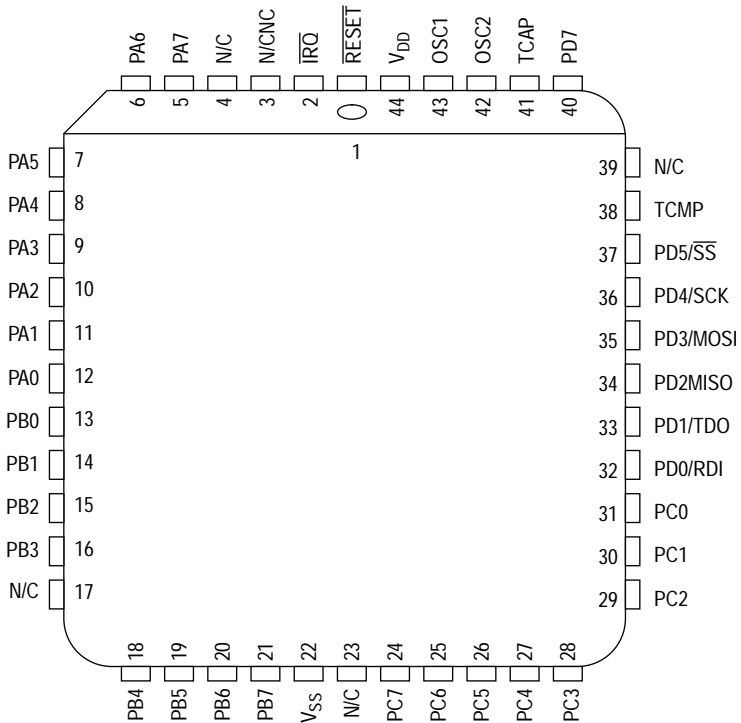 PA6 PA7 N/C N/CNC I̅R̅Q̅ R̅E̅S̅E̅T̅ VDD OSC1 OSC2 TCAP PD7
6 5 4 3 2 44 43 42 41 40
1
PA5 7
PA4 8
PA3 9
PA2 10
PA1 11
PA0 12
PB0 13
PB1 14
PB2 15
PB3 16
N/C 17
39 N/C
38 TCMP
37 PD5/S̅S̅
36 PD4/SCK
35 PD3/MOSI
34 PD2MISO
33 PD1/TDO
32 PD0/RDI
31 PC0
30 PC1
29 PC2
18 19 20 21 22 23 24 25 26 27 28
PB4 PB5 PB6 PB7 VSS N/C PC7 PC6 PC5 PC4 PC3